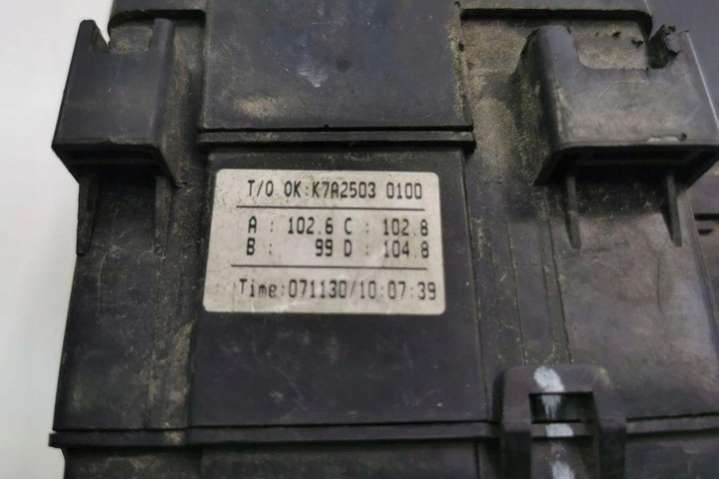 T/Q OK:K7A2503 0100
A : 102.6 C : 102.8
B : 99 D : 104.8
Time:071130/10:07:39